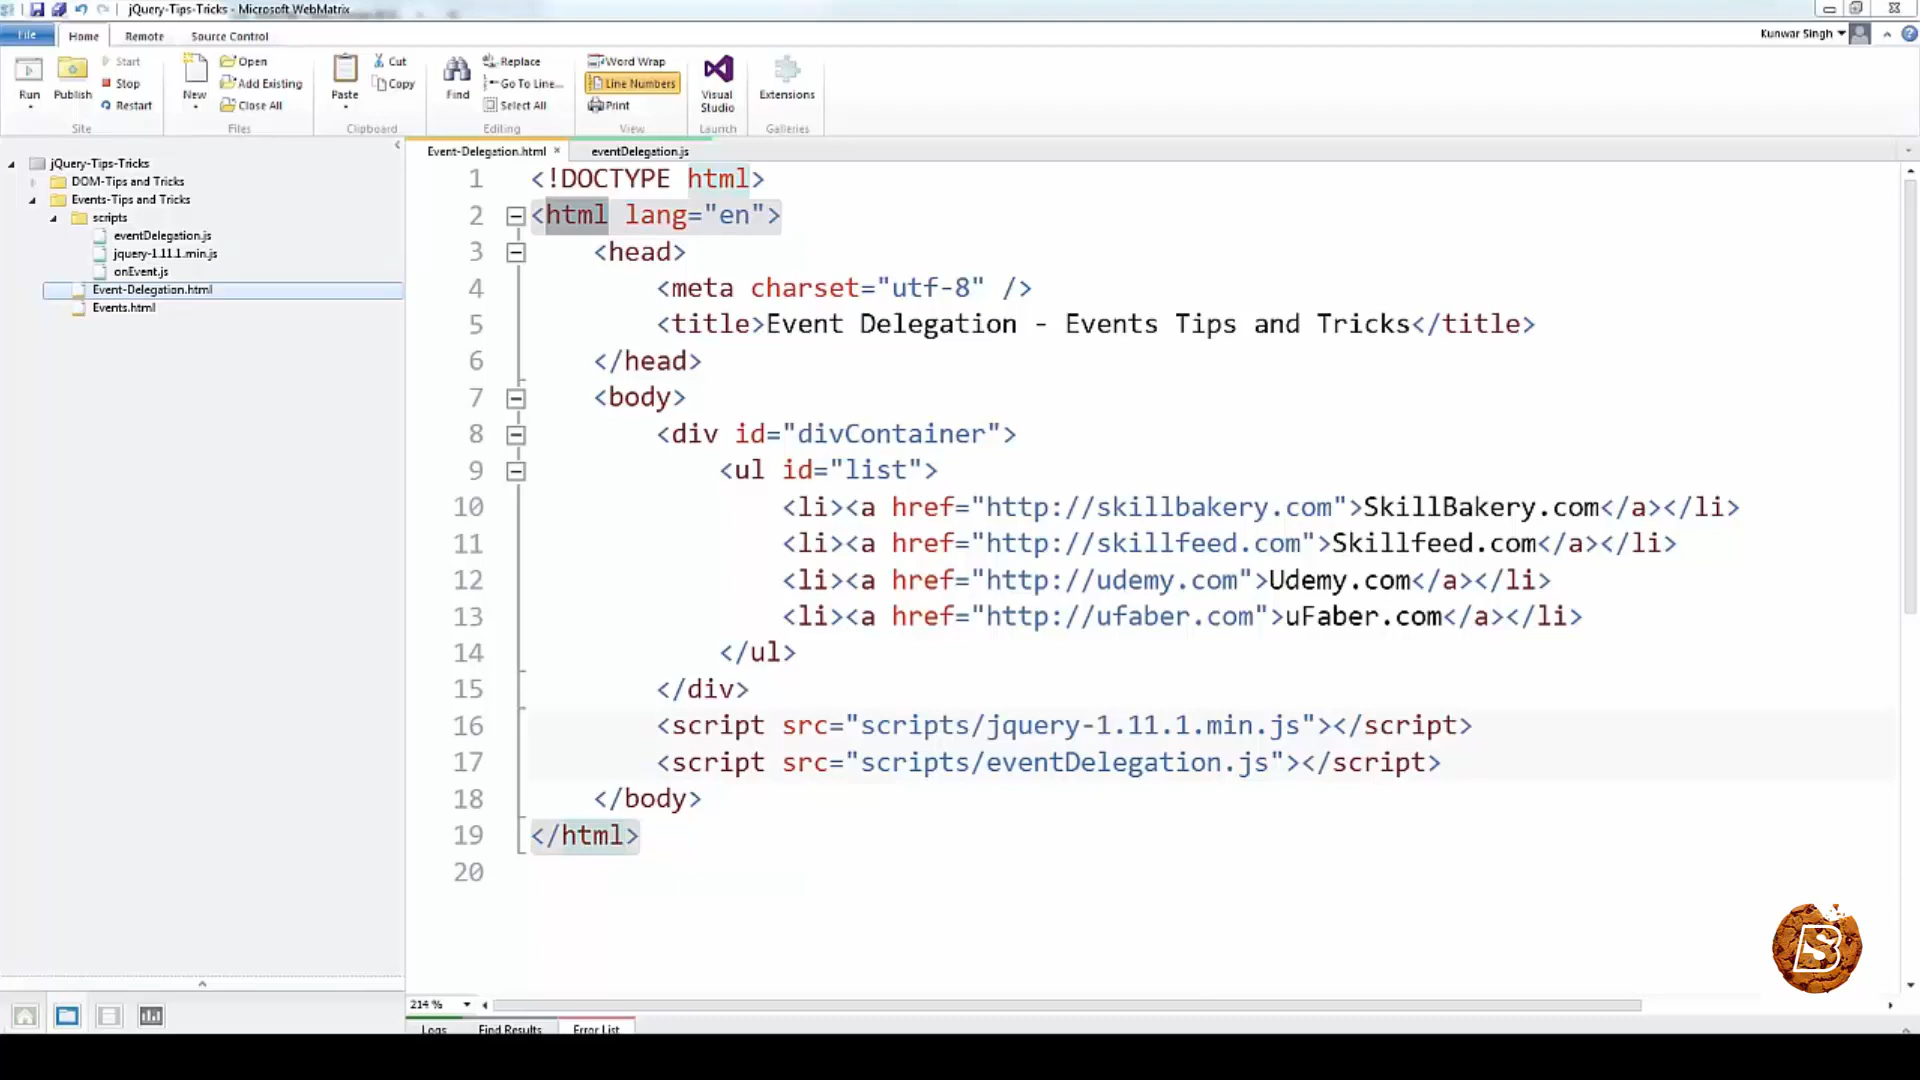 jQuery-Tips-Tricks - Microsoft WebMatrix
File Home Remote Source Control
Kunwar Singh
Run
Publish
Start
Stop
Restart
Site
New
Open
Add Existing
Close All
Files
Paste
Cut
Copy
Clipboard
Find
Replace
Go To Line...
Select All
Editing
Word Wrap
Line Numbers
Print
View
Visual
Studio
Launch
Extensions
Galleries
jQuery-Tips-Tricks
DOM-Tips and Tricks
Events-Tips and Tricks
scripts
eventDelegation.js
jquery-1.11.1.min.js
onEvent.js
Event-Delegation.html
Events.html
Event-Delegation.html eventDelegation.js
1 <!DOCTYPE html>
2 <html lang="en">
3 <head>
4 <meta charset="utf-8" />
5 <title>Event Delegation - Events Tips and Tricks</title>
6 </head>
7 <body>
8 <div id="divContainer">
9 <ul id="list">
10 <li><a href="http://skillbakery.com">SkillBakery.com</a></li>
11 <li><a href="http://skillfeed.com">Skillfeed.com</a></li>
12 <li><a href="http://udemy.com">Udemy.com</a></li>
13 <li><a href="http://ufaber.com">uFaber.com</a></li>
14 </ul>
15 </div>
16 <script src="scripts/jquery-1.11.1.min.js"></script>
17 <script src="scripts/eventDelegation.js"></script>
18 </body>
19 </html>
20
214 %
Logs Find Results Error List